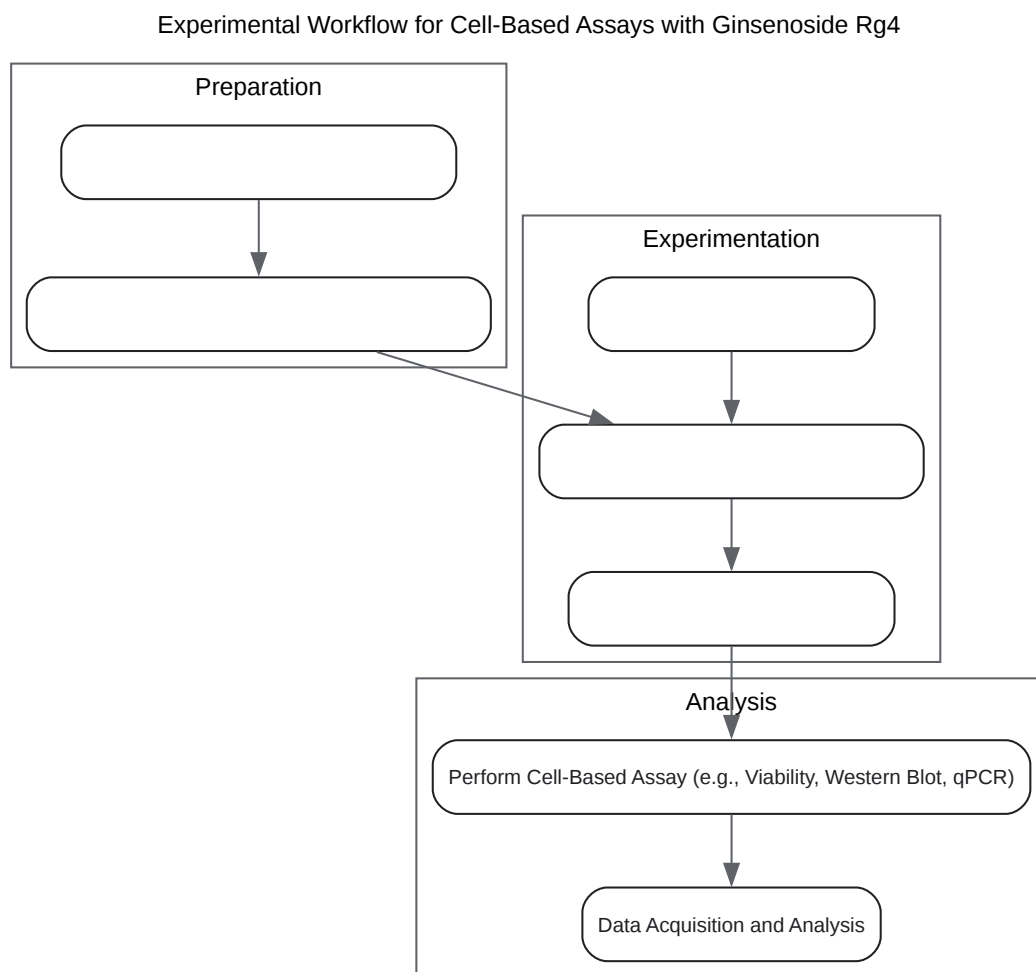 Experimental Workflow for Cell-Based Assays with Ginsenoside Rg4
Preparation
Experimentation
Analysis
Perform Cell-Based Assay (e.g., Viability, Western Blot, qPCR)
Data Acquisition and Analysis